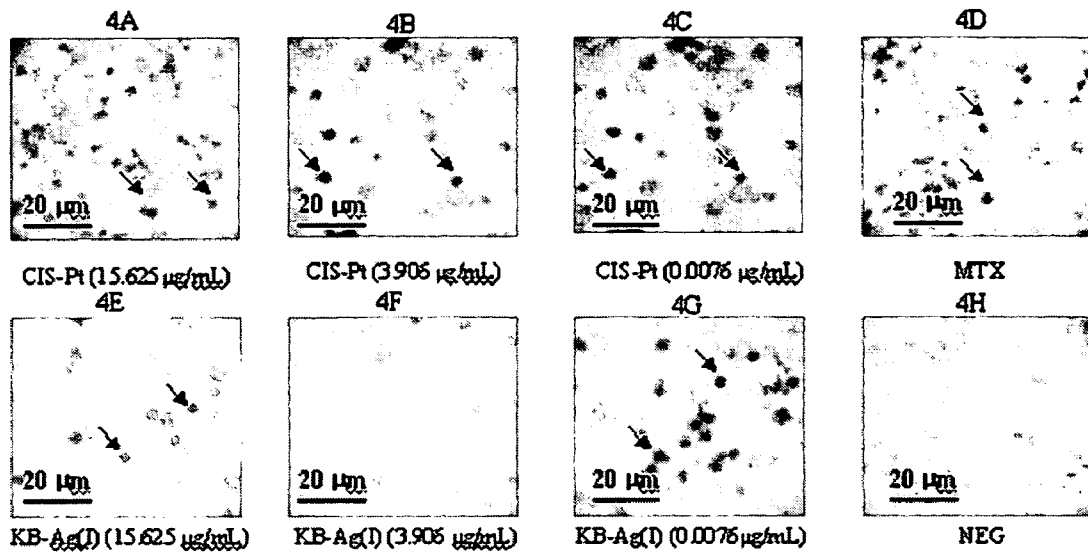 4A 4B 4C 4D
20 µm 20 µm 20 µm 20 µm
CIS-Pt (15.625 µg/mL) CIS-Pt (3.906 µg/mL) CIS-Pt (0.0076 µg/mL) MTX
4E 4F 4G 4H
20 µm 20 µm 20 µm 20 µm
KB-Ag(I) (15.625 µg/mL) KB-Ag(I) (3.906 µg/mL) KB-Ag(I) (0.0076 µg/mL) NEG